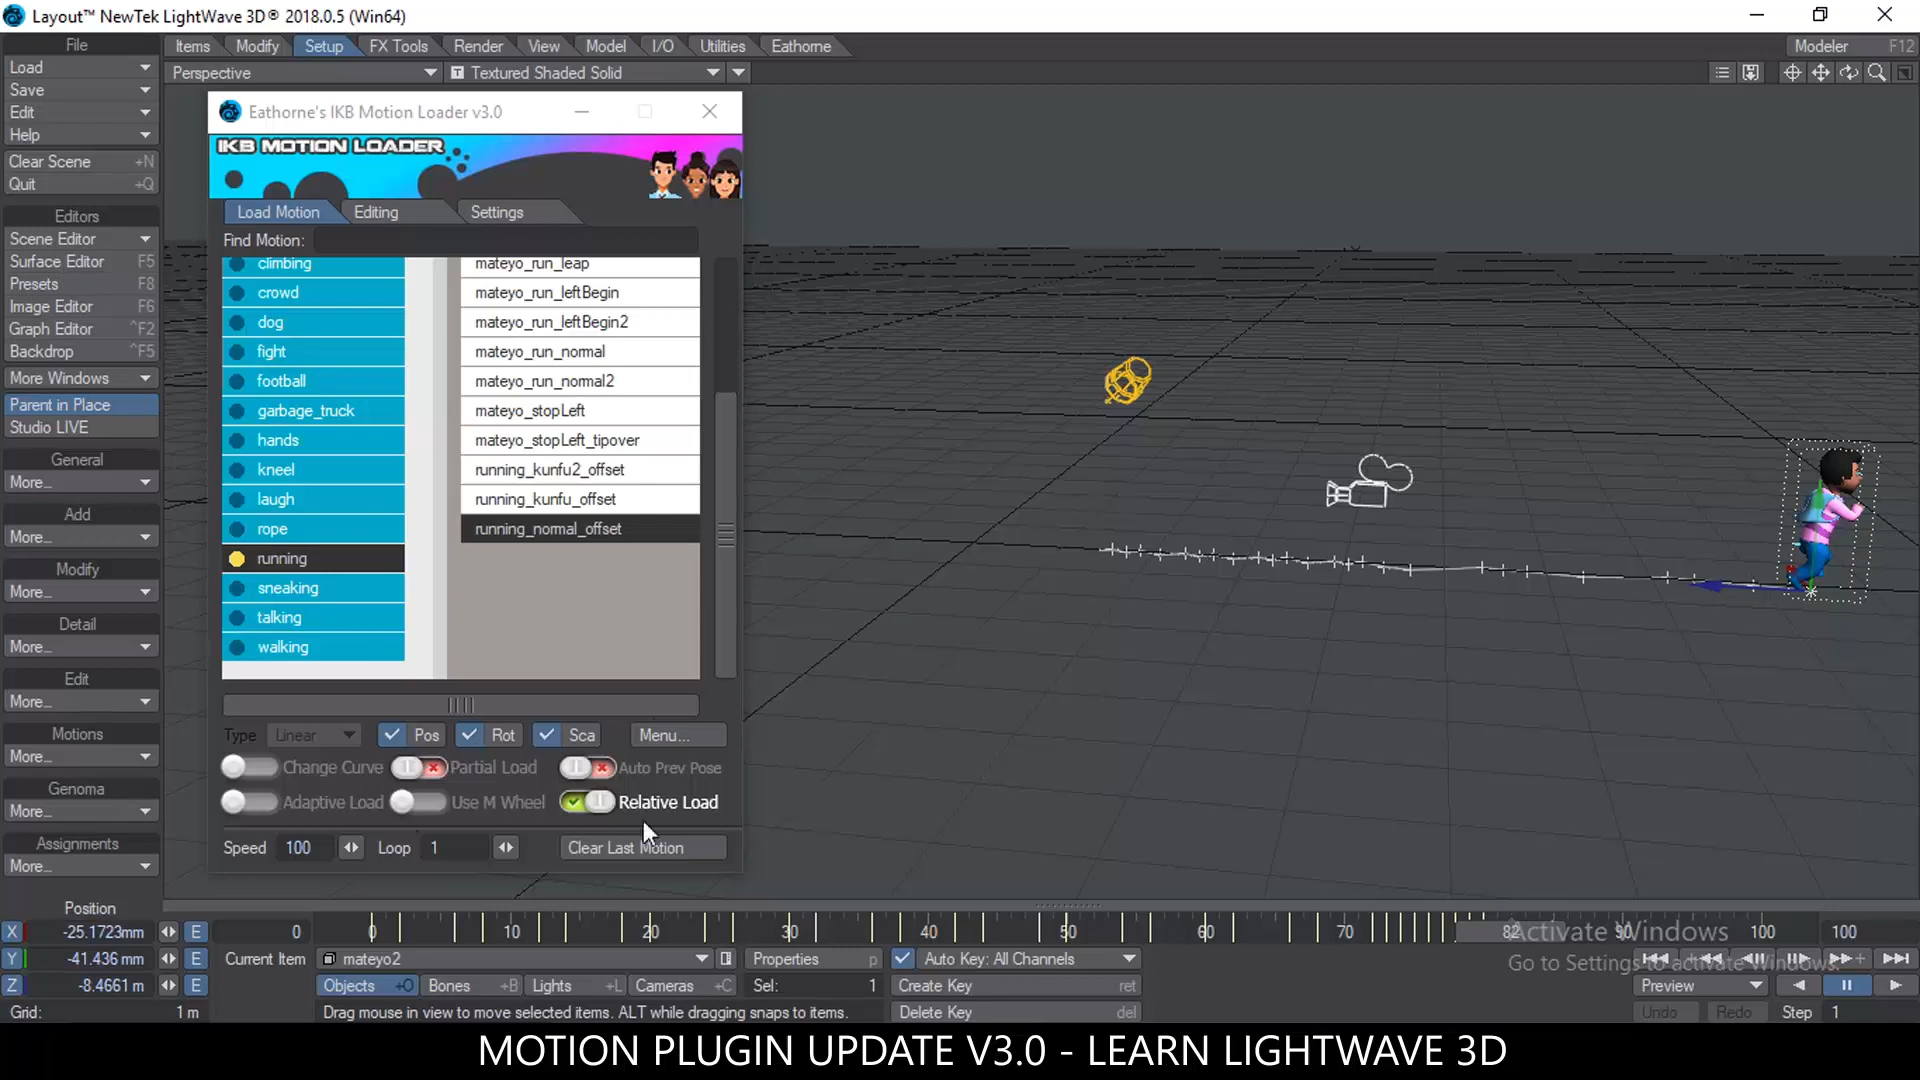 Layout™ NewTek LightWave 3D® 2018.0.5 (Win64)
File
Items Modify Setup FX Tools Render View Model I/O Utilities Eathorne
Modeler F12
Load
Perspective
T Textured Shaded Solid
Save
Edit
Help
Clear Scene +N
Quit +Q
Editors
Scene Editor
Surface Editor F5
Presets F8
Image Editor F6
Graph Editor ^F2
Backdrop ^F5
More Windows
Parent in Place
Studio LIVE
General
More...
Add
More...
Modify
More...
Detail
More...
Edit
More...
Motions
More...
Genoma
More...
Assignments
More...
Eathorne's IKB Motion Loader v3.0
IKB MOTION LOADER
Load Motion Editing Settings
Find Motion:
climbing
crowd
dog
fight
football
garbage_truck
hands
kneel
laugh
rope
running
sneaking
talking
walking
mateyo_run_leap
mateyo_run_leftBegin
mateyo_run_leftBegin2
mateyo_run_normal
mateyo_run_normal2
mateyo_stopLeft
mateyo_stopLeft_tipover
running_kunfu2_offset
running_kunfu_offset
running_normal_offset
Type Linear Pos Rot Sca Menu...
Change Curve Partial Load Auto Prev Pose
Adaptive Load Use M Wheel Relative Load
Speed 100 Loop 1 Clear Last Motion
Position
X -25.1723mm E 0
0 10 20 30 40 50 60 70 82 90 100 100
Y -41.436 mm E Current Item mateyo2 Properties p Auto Key: All Channels
Z -8.4661 m E Objects +O Bones +B Lights +L Cameras +C Sel: 1 Create Key ret
Preview
Grid: 1 m Drag mouse in view to move selected items. ALT while dragging snaps to items. Delete Key del
Undo Redo Step 1
Activate Windows
Go to Settings to activate Windows.
MOTION PLUGIN UPDATE V3.0 - LEARN LIGHTWAVE 3D